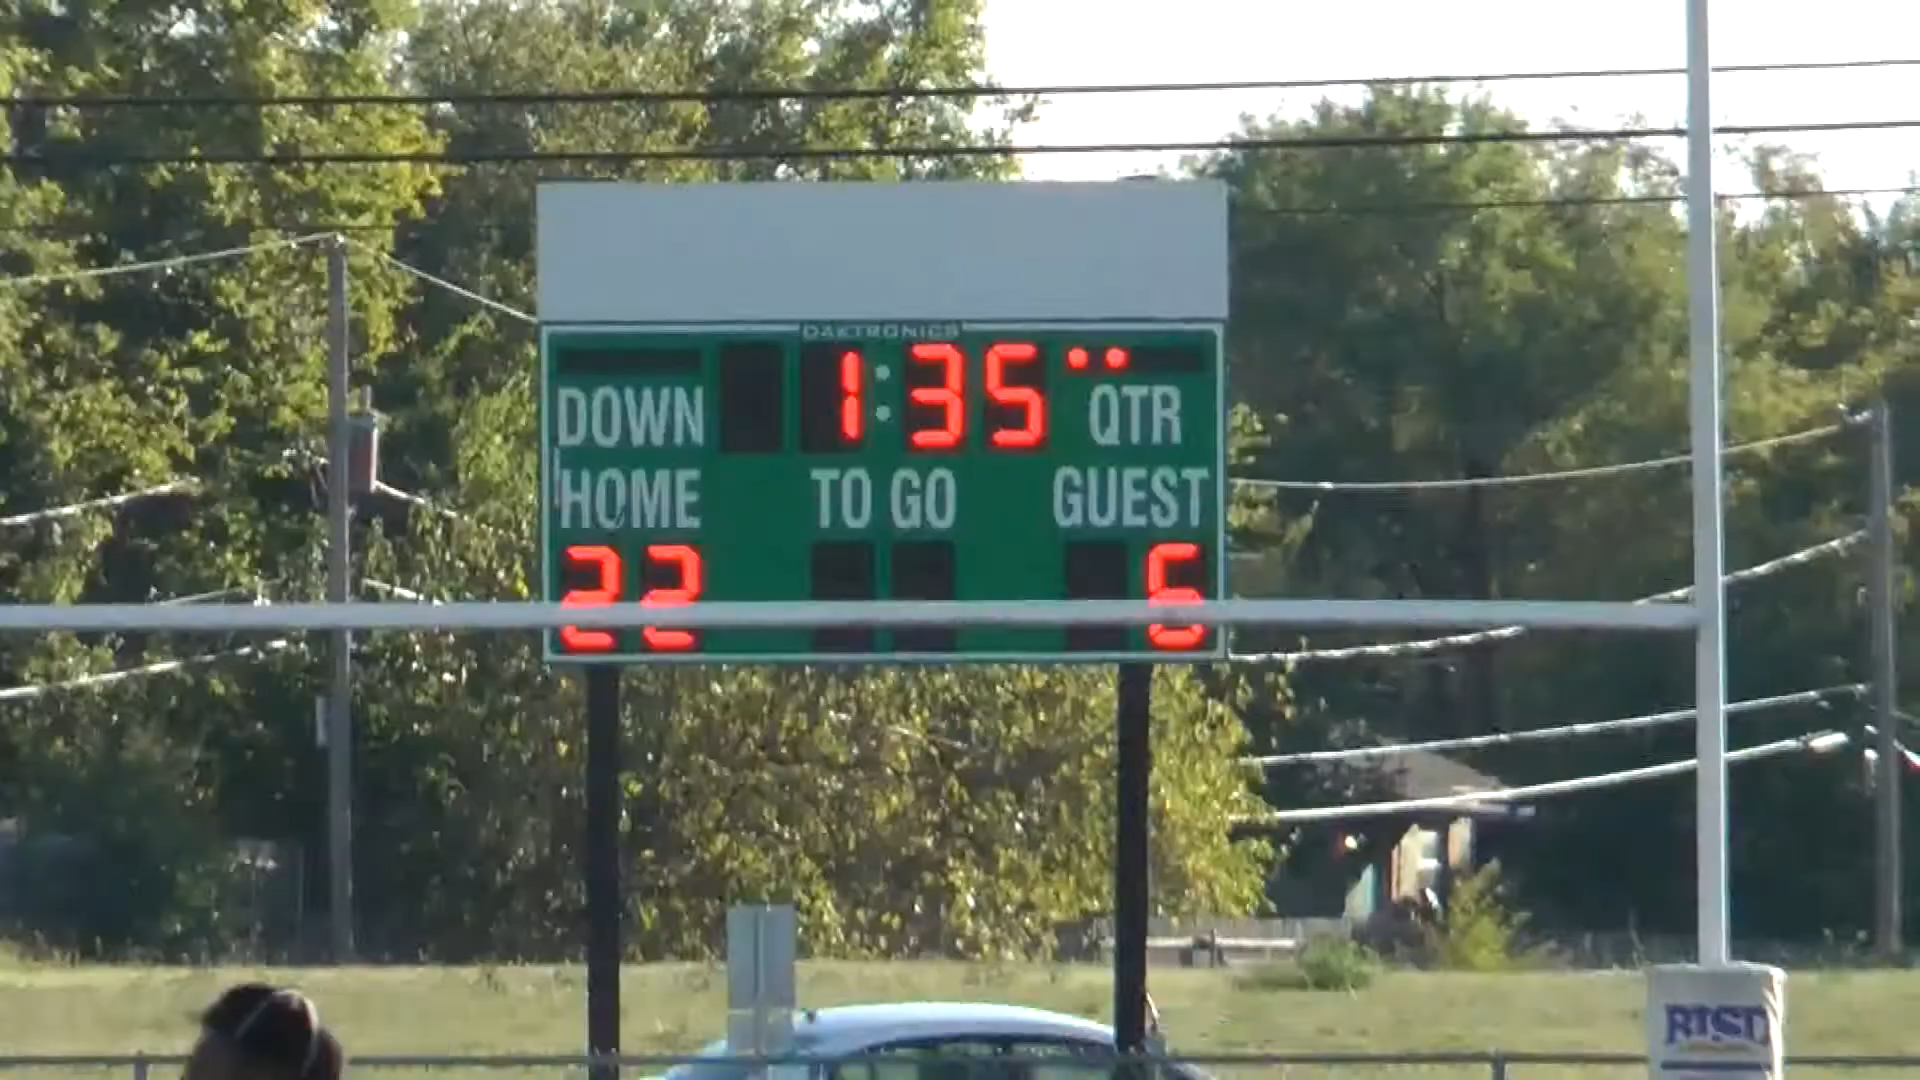 DAKTRONICS
DOWN 1:35 QTR
HOME TO GO GUEST
22 6
RISD